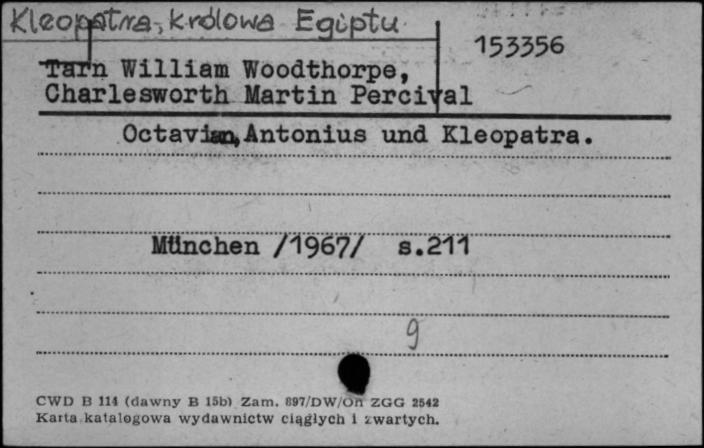 Kleopatra, królowa Egiptu
153356
Tarn William Woodthorpe,
Charlesworth Martin Percival
Octavian, Antonius und Kleopatra.
München /1967/ s.211
9
CWD B 114 (dawny B 15b) Zam. 897/DW/On ZGG 2542
Karta katalogowa wydawnictw ciągłych i zwartych.